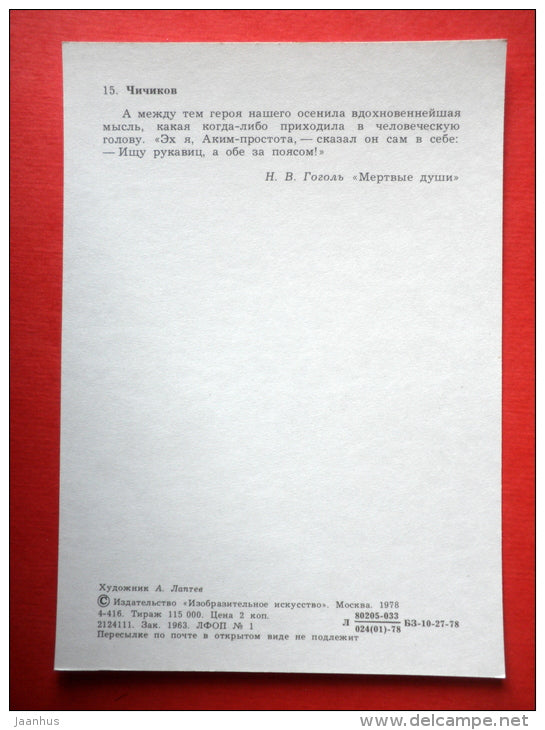 15. Чичиков
А между тем героя нашего осенила вдохновеннейшая
мысль, какая когда-либо приходила в человеческую
голову. «Эх я, Аким-простота, — сказал он сам в себе:
— Ищу рукавиц, а обе за поясом!»
Н. В. Гоголь «Мертвые души»
Художник А. Лаптев
© Издательство «Изобразительное искусство». Москва. 1978
4-416. Тираж 115 000. Цена 2 коп.
2124111. Зак. 1963. ЛФОП № 1
Пересылке по почте в открытом виде не подлежит
Л 80205-033
024(01)-78 БЗ-10-27-78
jaanhus
www.delcampe.net